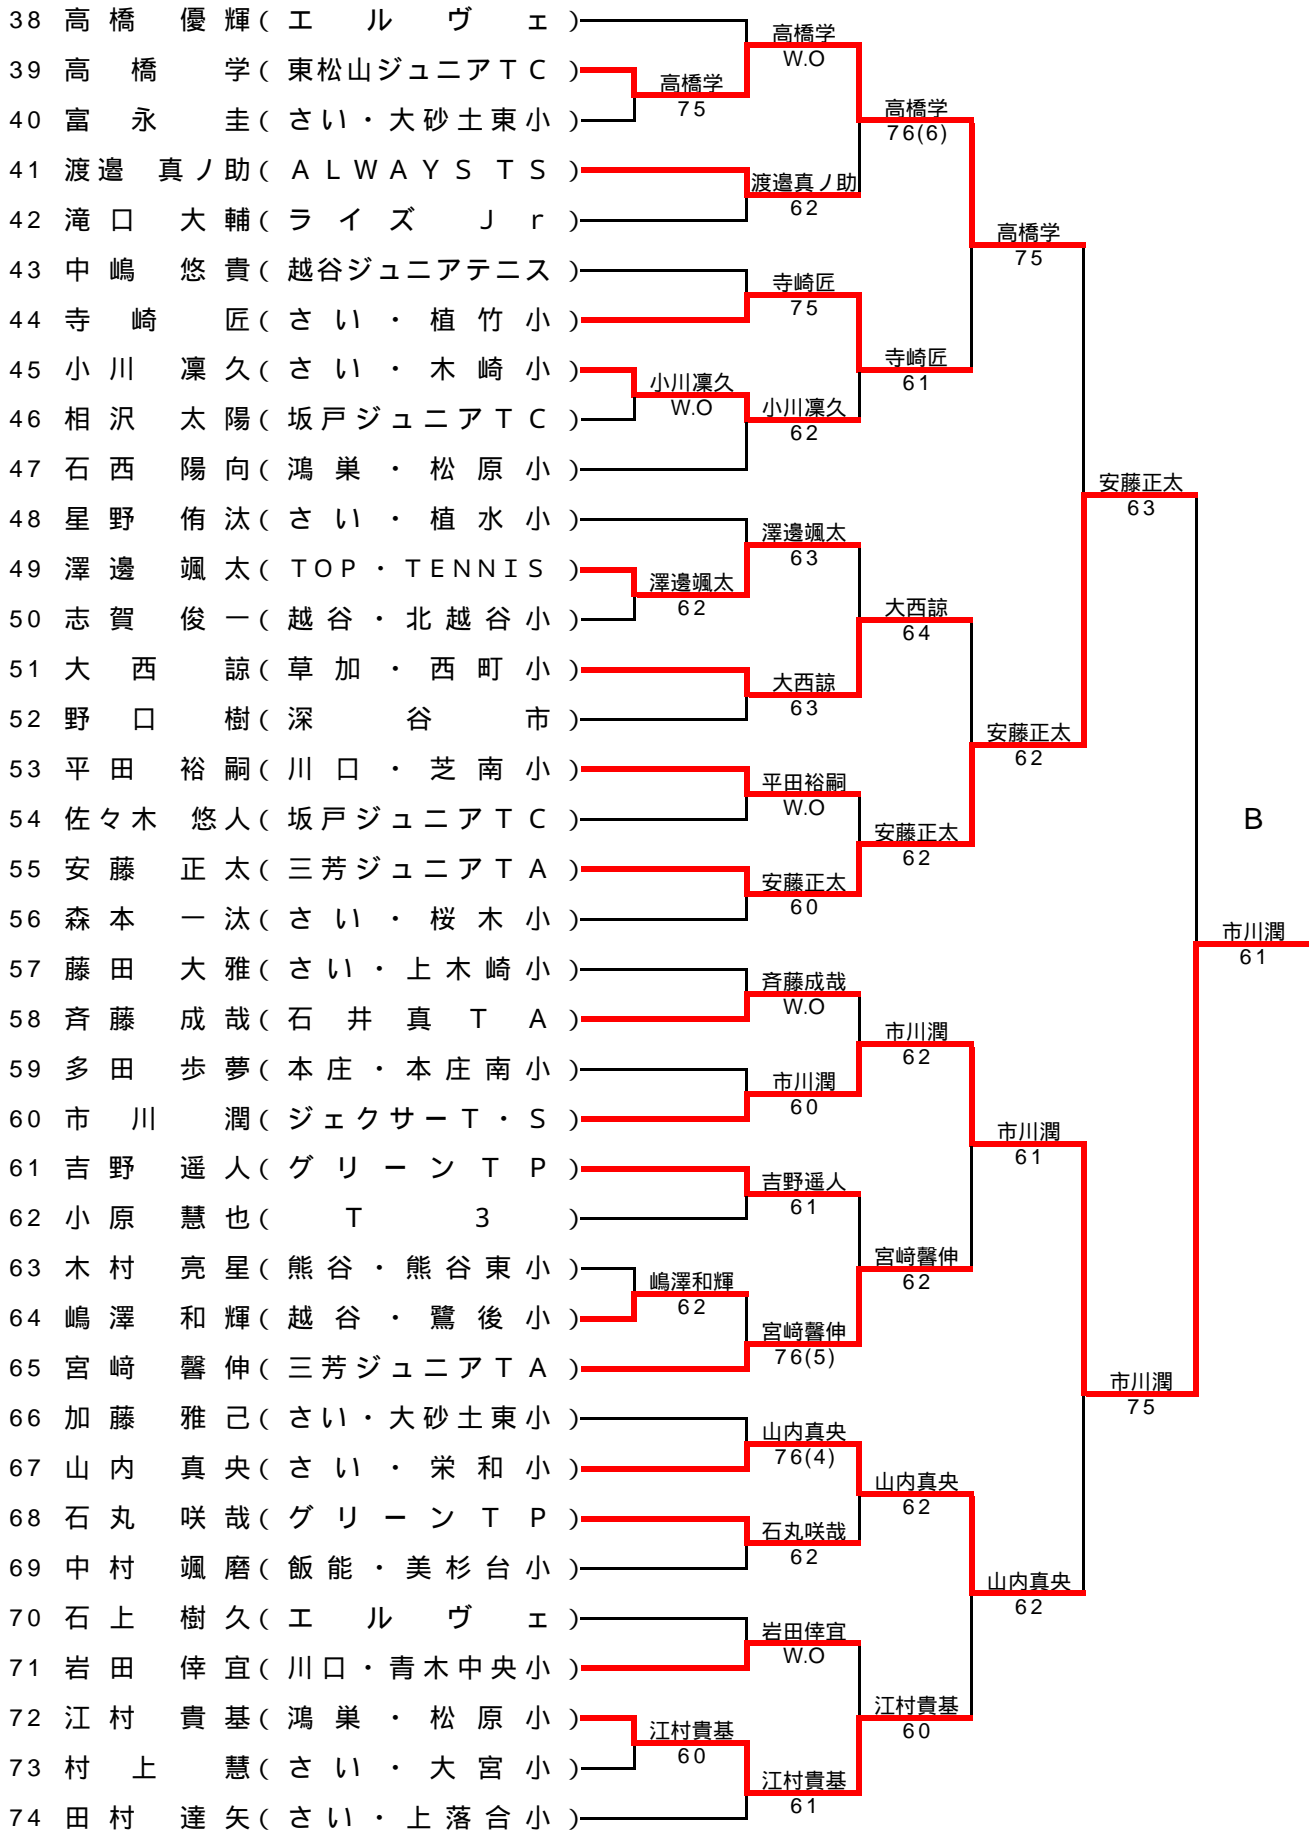 38 高橋 優輝(エルヴェ)
39 高橋 学(東松山ジュニアTC)
40 富永 圭(さい・大砂土東小)
41 渡邉 真ノ助(ALWAYS TS)
42 滝口 大輔(ライズ Jr)
43 中嶋 悠貴(越谷ジュニアテニス
44 寺崎 匠(さい・植竹小)
45 小川 凜久(さい・木崎小)
46 相沢 太陽(坂戸ジュニアTC)
47 石西 陽向(鴻巣・松原小)
48 星野 侑汰(さい・植水小)
49 澤邉 颯太(TOP・TENNIS)
50 志賀 俊一(越谷・北越谷小)
51 大西 諒(草加・西町小)
52 野口 樹(深谷市)
53 平田 裕嗣(川口・芝南小)
54 佐々木 悠人(坂戸ジュニアTC)
55 安藤 正太(三芳ジュニアTA)
56 森本 一汰(さい・桜木小)
57 藤田 大雅(さい・上木崎小)
58 斉藤 成哉(石井真TA)
59 多田 歩夢(本庄・本庄南小)
60 市川 潤(ジェクサーT・S)
61 吉野 遥人(グリーンTP)
62 小原 慧也(T3)
63 木村 亮星(熊谷・熊谷東小)
64 嶋澤 和輝(越谷・鷺後小)
65 宮﨑 馨伸(三芳ジュニアTA)
66 加藤 雅己(さい・大砂土東小)
67 山内 真央(さい・栄和小)
68 石丸 咲哉(グリーンTP)
69 中村 颯磨(飯能・美杉台小)
70 石上 樹久(エルヴェ)
71 岩田 倖宜(川口・青木中央小)
72 江村 貴基(鴻巣・松原小)
73 村上 慧(さい・大宮小)
74 田村 達矢(さい・上落合小)
高橋学
75
小川凜久
W.O
澤邉颯太
62
嶋澤和輝
62
江村貴基
60
高橋学
W.O
渡邉真ノ助
62
寺崎匠
75
小川凜久
62
澤邉颯太
63
大西諒
63
平田裕嗣
W.O
安藤正太
60
斉藤成哉
W.O
市川潤
60
吉野遥人
61
宮﨑馨伸
76(5)
山内真央
76(4)
石丸咲哉
62
岩田倖宜
W.O
江村貴基
61
高橋学
76(6)
寺崎匠
61
大西諒
64
安藤正太
62
市川潤
62
宮﨑馨伸
62
山内真央
62
江村貴基
60
高橋学
75
安藤正太
62
市川潤
61
山内真央
62
安藤正太
63
市川潤
75
B
市川潤
61